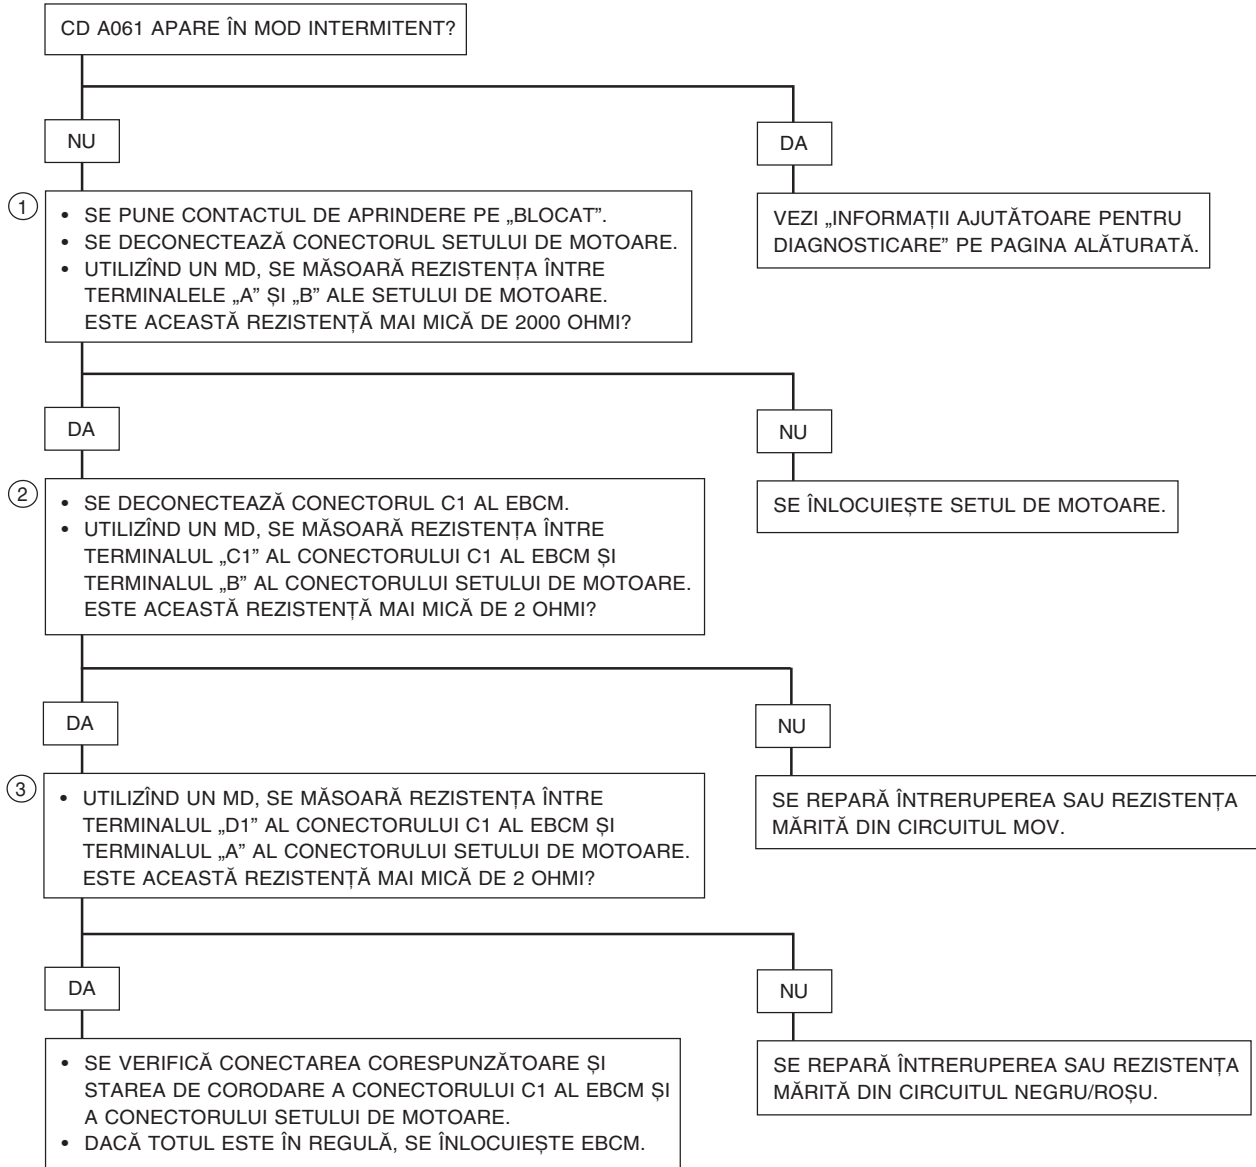 CD A061 APARE ÎN MOD INTERMITENT?
NU
DA
1
• SE PUNE CONTACTUL DE APRINDERE PE „BLOCAT”.
• SE DECONECTEAZĂ CONECTORUL SETULUI DE MOTOARE.
• UTILIZÎND UN MD, SE MĂSOARĂ REZISTENȚA ÎNTRE
TERMINALELE „A” ȘI „B” ALE SETULUI DE MOTOARE.
ESTE ACEASTĂ REZISTENȚĂ MAI MICĂ DE 2000 OHMI?
VEZI „INFORMAȚII AJUTĂTOARE PENTRU
DIAGNOSTICARE” PE PAGINA ALĂTURATĂ.
DA
NU
2
• SE DECONECTEAZĂ CONECTORUL C1 AL EBCM.
• UTILIZÎND UN MD, SE MĂSOARĂ REZISTENȚA ÎNTRE
TERMINALUL „C1” AL CONECTORULUI C1 AL EBCM ȘI
TERMINALUL „B” AL CONECTORULUI SETULUI DE MOTOARE.
ESTE ACEASTĂ REZISTENȚĂ MAI MICĂ DE 2 OHMI?
SE ÎNLOCUIEȘTE SETUL DE MOTOARE.
DA
NU
3
• UTILIZÎND UN MD, SE MĂSOARĂ REZISTENȚA ÎNTRE
TERMINALUL „D1” AL CONECTORULUI C1 AL EBCM ȘI
TERMINALUL „A” AL CONECTORULUI SETULUI DE MOTOARE.
ESTE ACEASTĂ REZISTENȚĂ MAI MICĂ DE 2 OHMI?
SE REPARĂ ÎNTRERUPEREA SAU REZISTENȚA
MĂRITĂ DIN CIRCUITUL MOV.
DA
NU
• SE VERIFICĂ CONECTAREA CORESPUNZĂTOARE ȘI
STAREA DE CORODARE A CONECTORULUI C1 AL EBCM ȘI
A CONECTORULUI SETULUI DE MOTOARE.
• DACĂ TOTUL ESTE ÎN REGULĂ, SE ÎNLOCUIEȘTE EBCM.
SE REPARĂ ÎNTRERUPEREA SAU REZISTENȚA
MĂRITĂ DIN CIRCUITUL NEGRU/ROȘU.